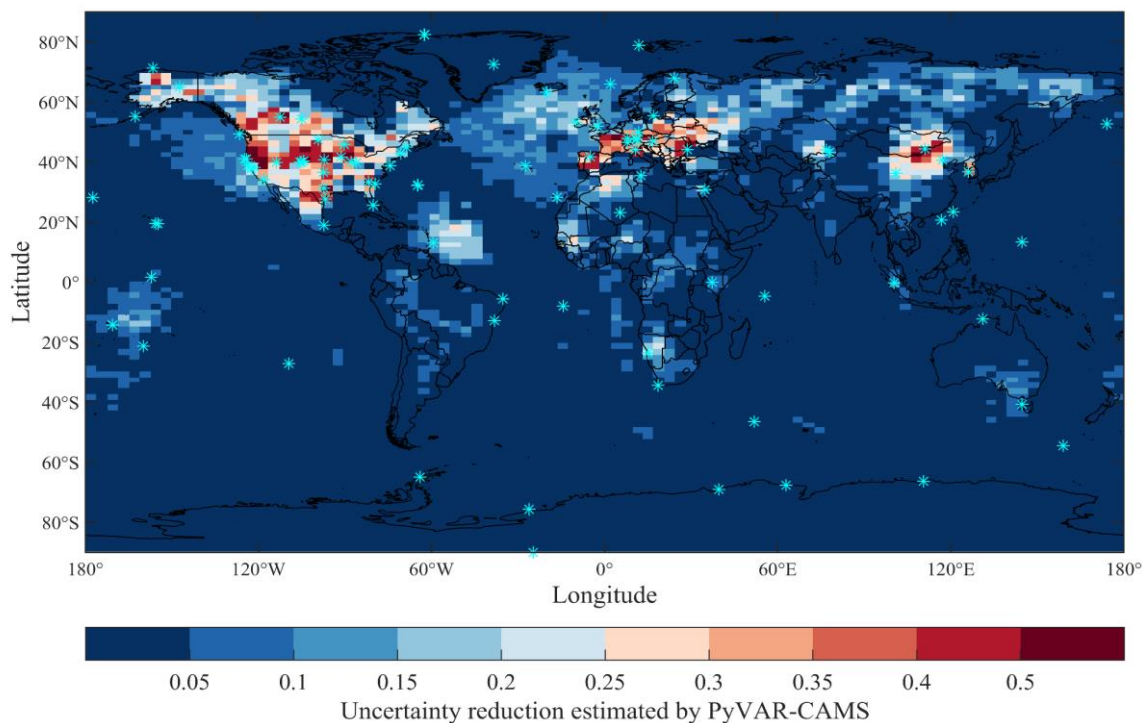 80°N
60°N
40°N
20°N
0°
20°S
40°S
60°S
80°S
Latitude
180° 120°W 60°W 0° 60°E 120°E 180°
Longitude
0.05 0.1 0.15 0.2 0.25 0.3 0.35 0.4 0.5
Uncertainty reduction estimated by PyVAR-CAMS